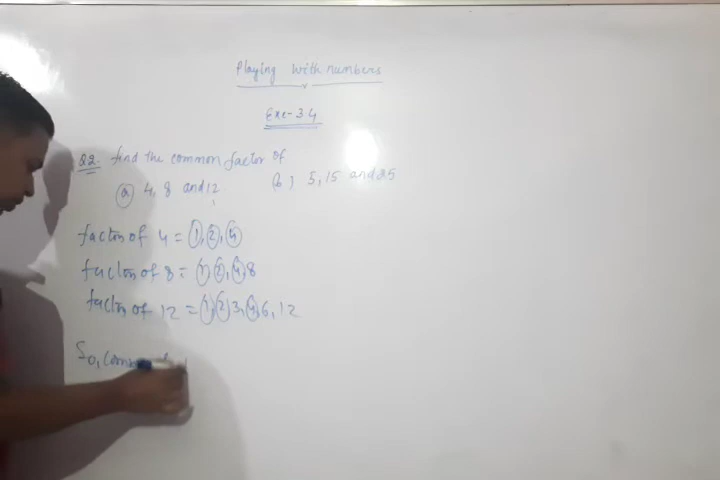 Playing with numbers
Exe-3.4
Q2. find the common factor of
(a) 4, 8 and 12 (b) 5, 15 and 25
factor of 4 = 1, 2, 4
factor of 8 = 1, 2, 4, 8
factor of 12 = 1, 2, 3, 4, 6, 12
So, comm